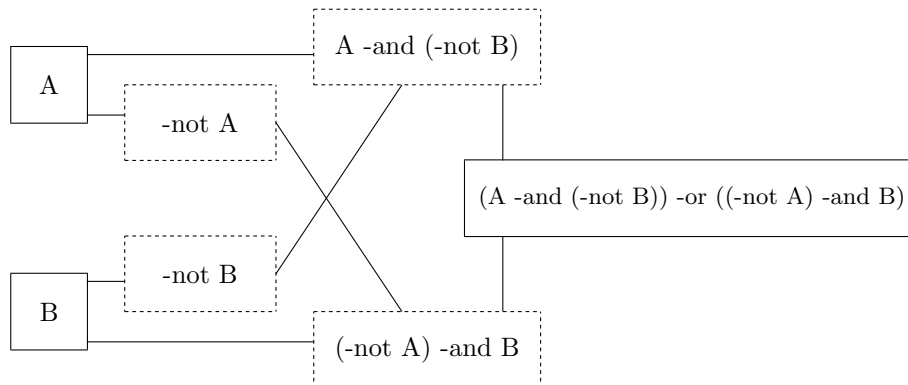 A -and (-not B)
A
-not A
(A -and (-not B)) -or ((-not A) -and B)
-not B
B
(-not A) -and B